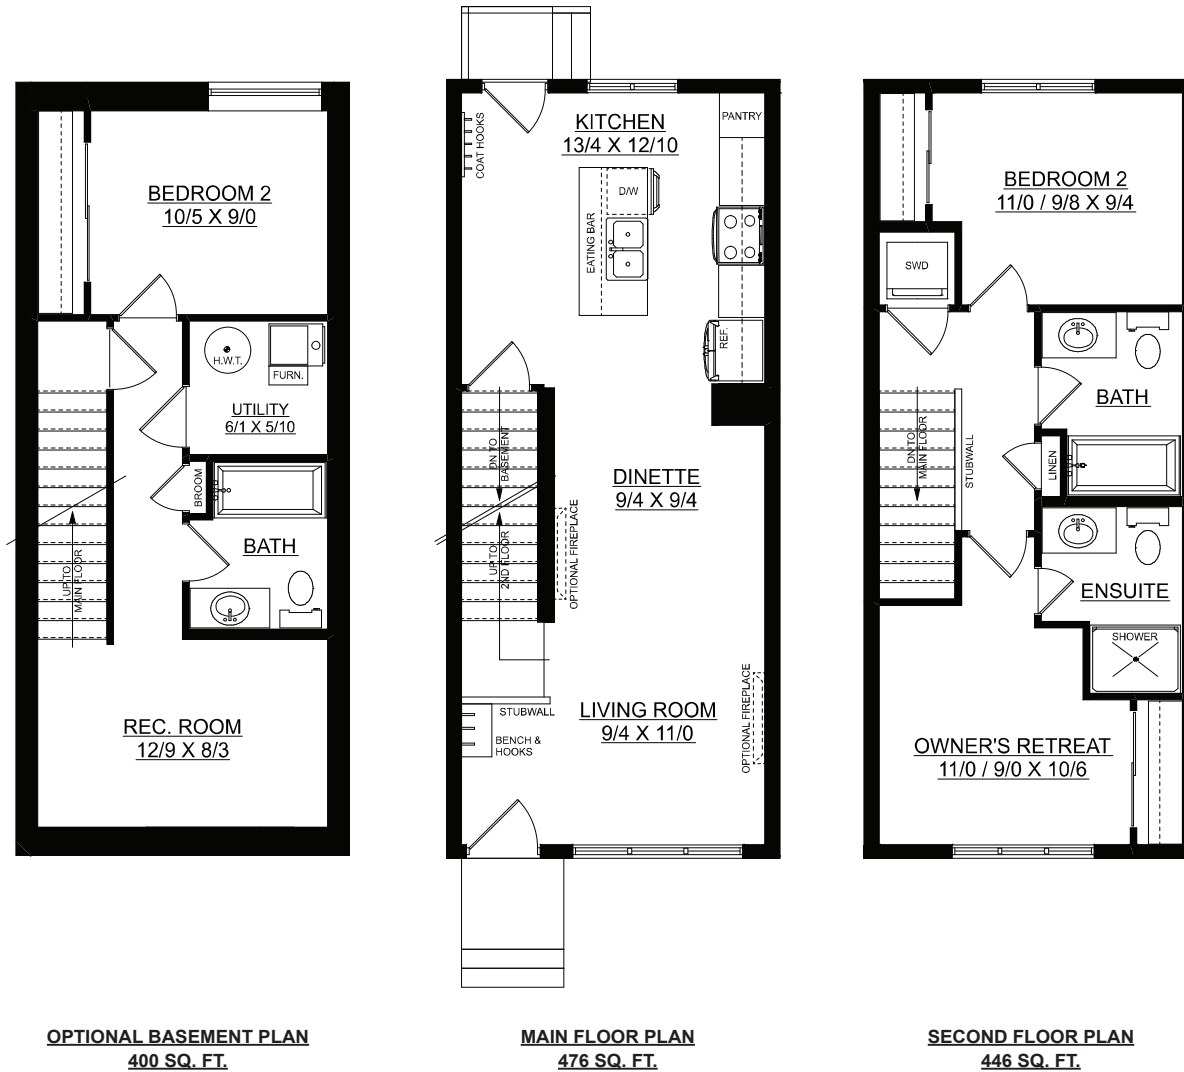 BEDROOM 2
10/5 X 9/0
H.W.T.
FURN.
UTILITY
6/1 X 5/10
BROOM
BATH
UP TO
MAIN FLOOR
REC. ROOM
12/9 X 8/3
OPTIONAL BASEMENT PLAN
400 SQ. FT.
COAT HOOKS
KITCHEN
13/4 X 12/10
PANTRY
D/W
EATING BAR
REF.
DN TO
BASEMENT
UP TO
2ND FLOOR
DINETTE
9/4 X 9/4
OPTIONAL FIREPLACE
OPTIONAL FIREPLACE
STUBWALL
BENCH &
HOOKS
LIVING ROOM
9/4 X 11/0
MAIN FLOOR PLAN
476 SQ. FT.
BEDROOM 2
11/0 / 9/8 X 9/4
SWD
BATH
DN TO
MAIN FLOOR
STUBWALL
LINEN
ENSUITE
SHOWER
OWNER'S RETREAT
11/0 / 9/0 X 10/6
SECOND FLOOR PLAN
446 SQ. FT.